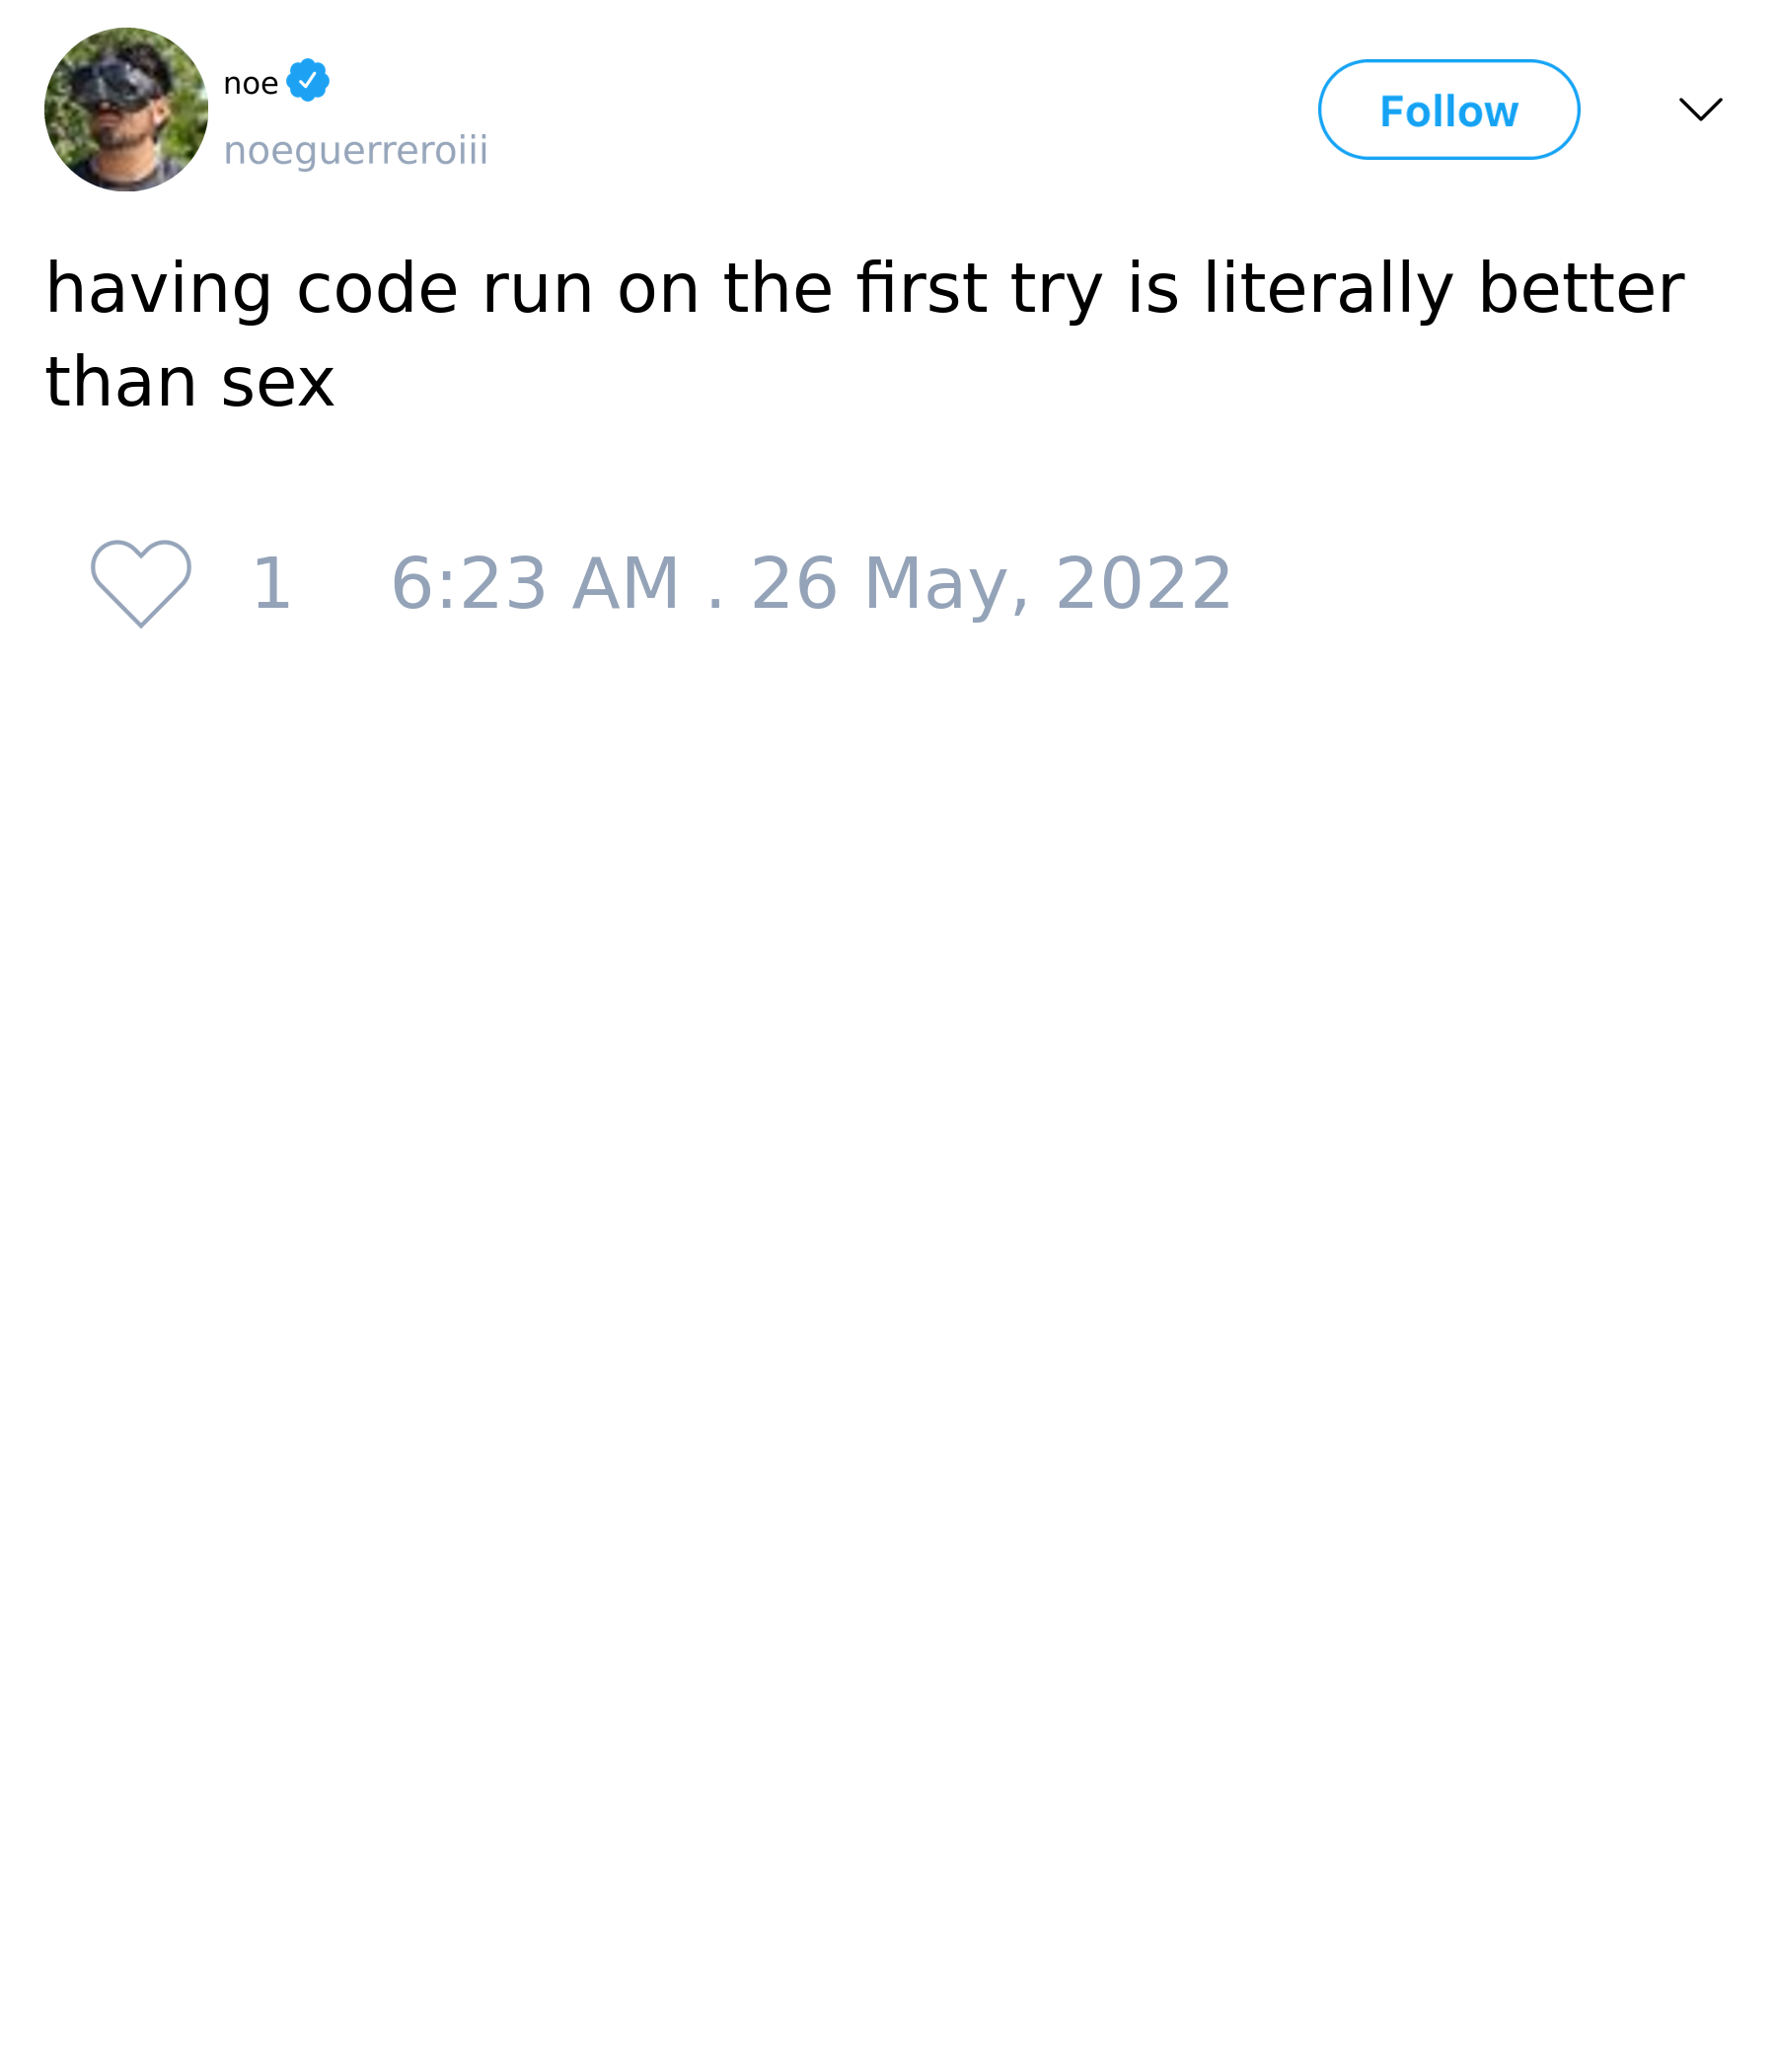 noe
noeguerreroiii
Follow
having code run on the first try is literally better
than sex
1 6:23 AM . 26 May, 2022